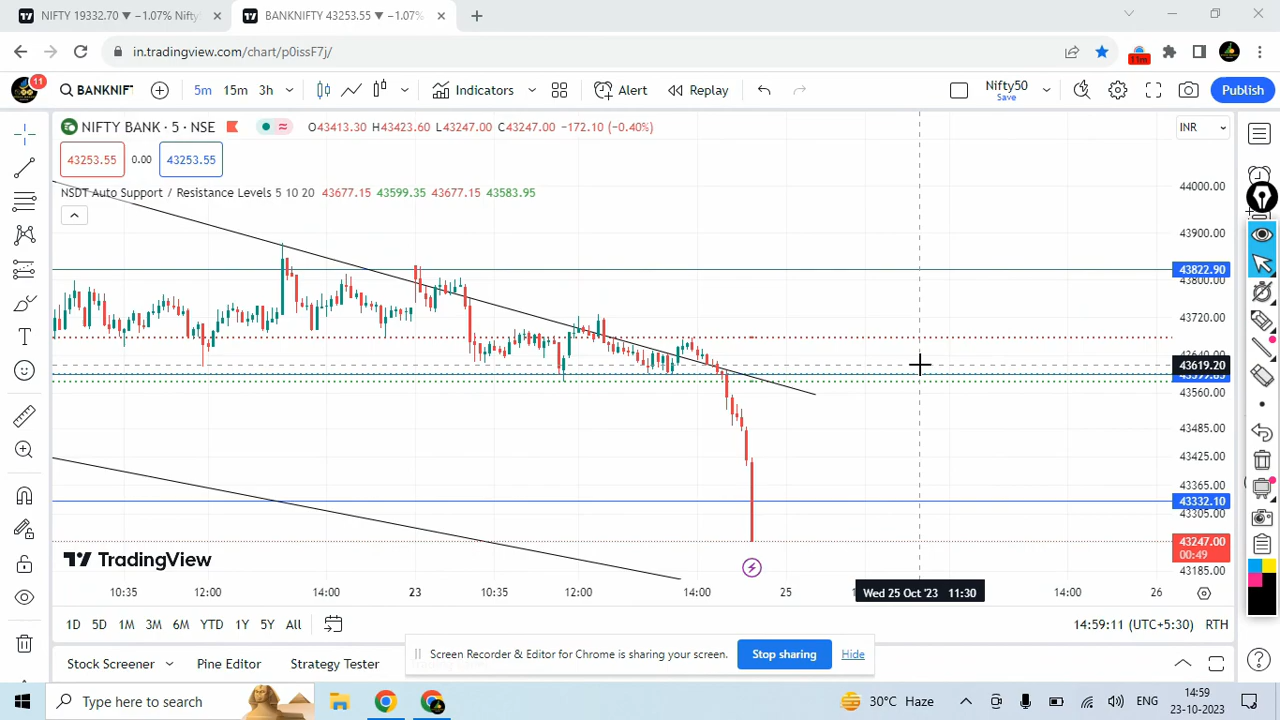 NIFTY 19332.70 ▼ −1.07% Nifty
BANKNIFTY 43253.55 ▼ −1.07%
in.tradingview.com/chart/p0issF7j/
11m
11
BANKNIF
5m 15m 3h
Indicators
Alert
Replay
Nifty50
Save
Publish
NIFTY BANK · 5 · NSE
O43413.30 H43423.60 L43247.00 C43247.00 −172.10 (−0.40%)
INR
43253.55 0.00 43253.55
NSDT Auto Support / Resistance Levels 5 10 20 43677.15 43599.35 43677.15 43583.95
44000.00
43900.00
43822.90
43800.00
43720.00
43640.00
43619.20
43560.00
43485.00
43425.00
43365.00
43332.10
43305.00
43247.00
00:49
43185.00
TradingView
10:35 12:00 14:00 23 10:35 12:00 14:00 25 Wed 25 Oct '23 11:30 14:00 26
1D 5D 1M 3M 6M YTD 1Y 5Y All
14:59:11 (UTC+5:30) RTH
Screen Recorder & Editor for Chrome is sharing your screen. Stop sharing Hide
Stock Screener Pine Editor Strategy Tester
Type here to search
30°C Haze
ENG
14:59
23-10-2023